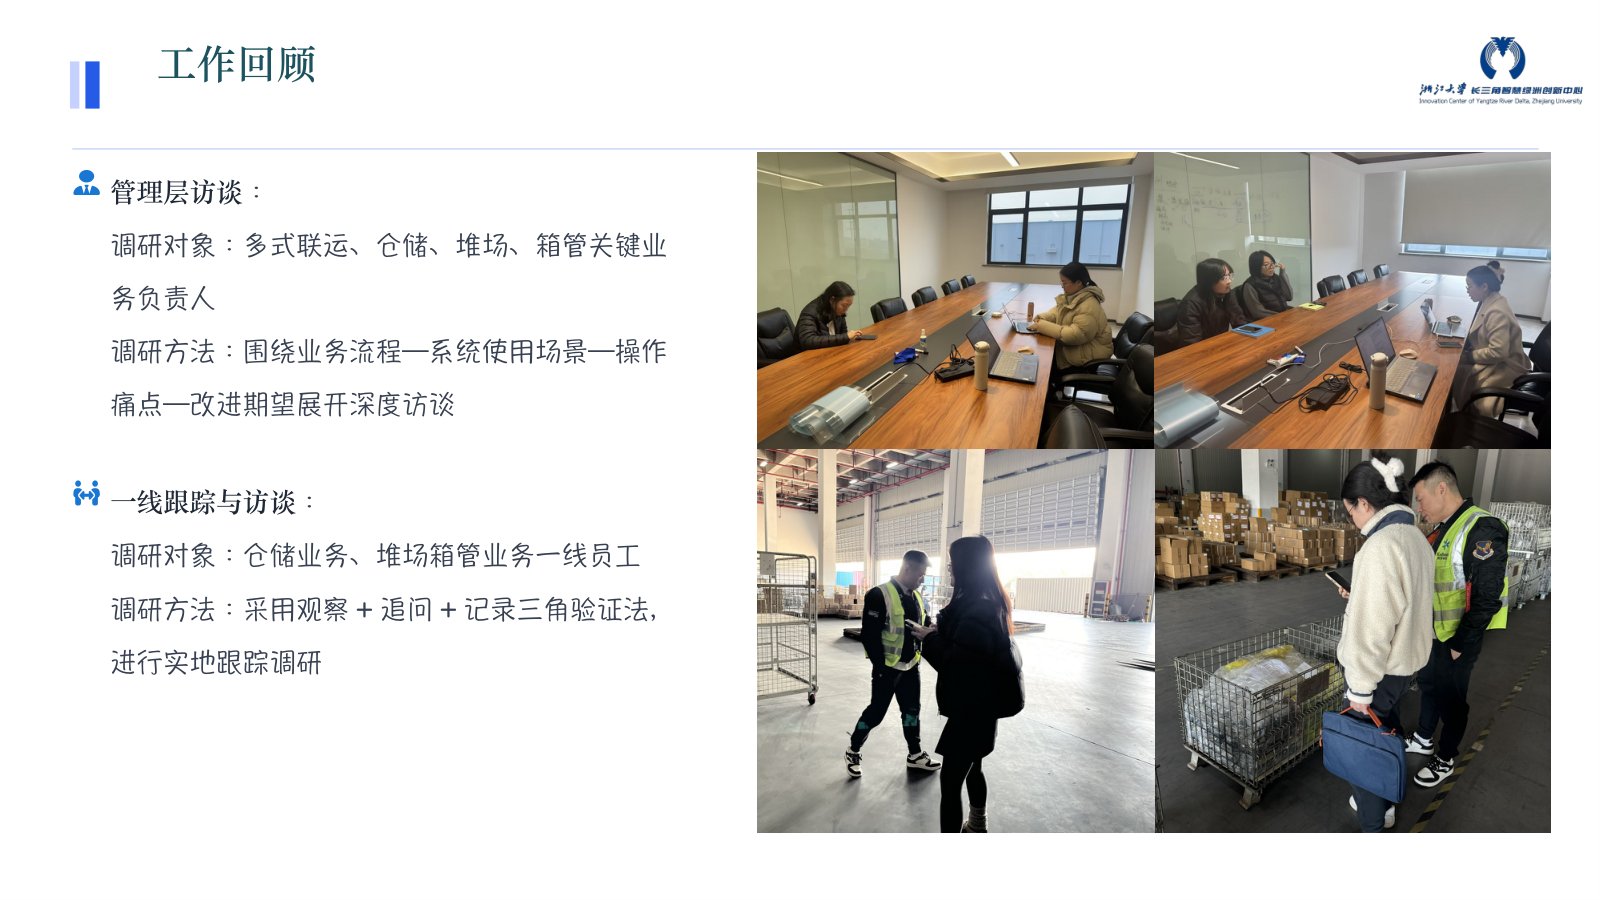 工作回顾
浙江大学 长三角智慧绿洲创新中心
Innovation Center of Yangtze River Delta, Zhejiang University
管理层访谈：
调研对象：多式联运、仓储、堆场、箱管关键业
务负责人
调研方法：围绕业务流程—系统使用场景—操作
痛点—改进期望展开深度访谈
一线跟踪与访谈：
调研对象：仓储业务、堆场箱管业务一线员工
调研方法：采用观察 + 追问 + 记录三角验证法，
进行实地跟踪调研